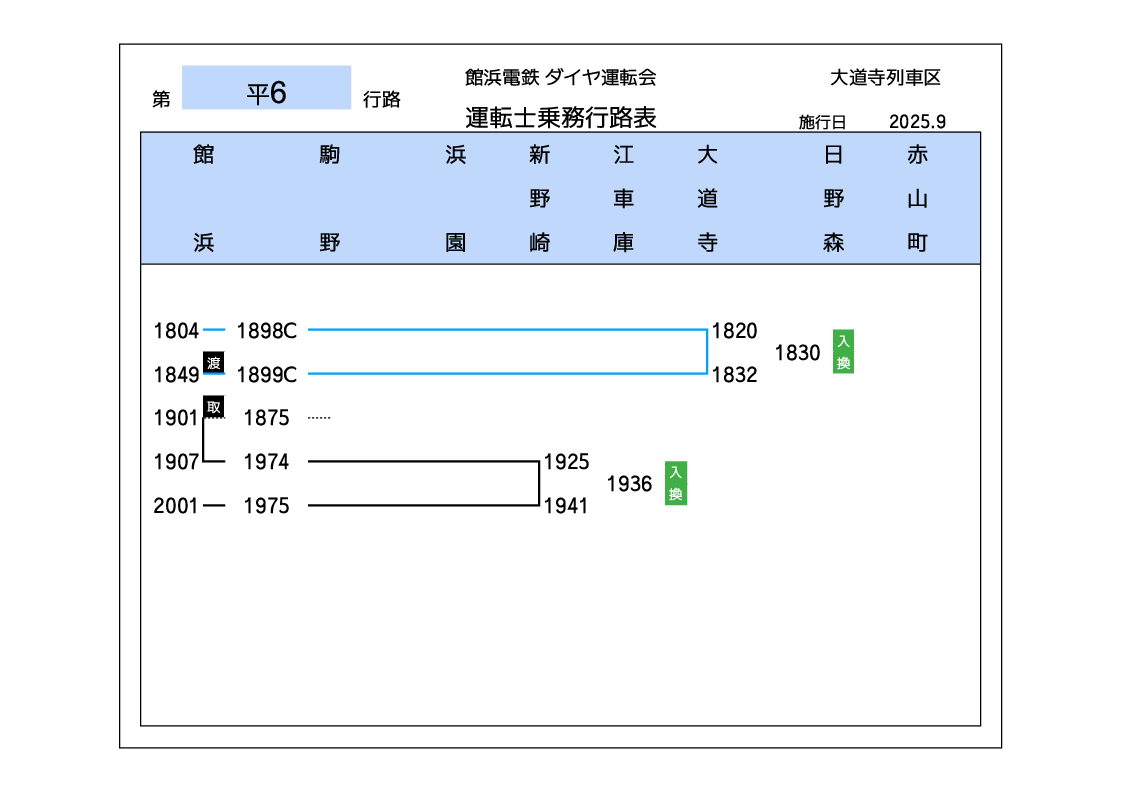 第 平6 行路
館浜電鉄 ダイヤ運転会
運転士乗務行路表
大道寺列車区
施行日 2025.9
館浜 駒野 浜園 新野崎 江車庫 大道寺 日野森 赤山町
1804 1898C 1820
1830 入換
渡
1849 1899C 1832
取
1901 1875
1907 1974 1925
1936 入換
2001 1975 1941